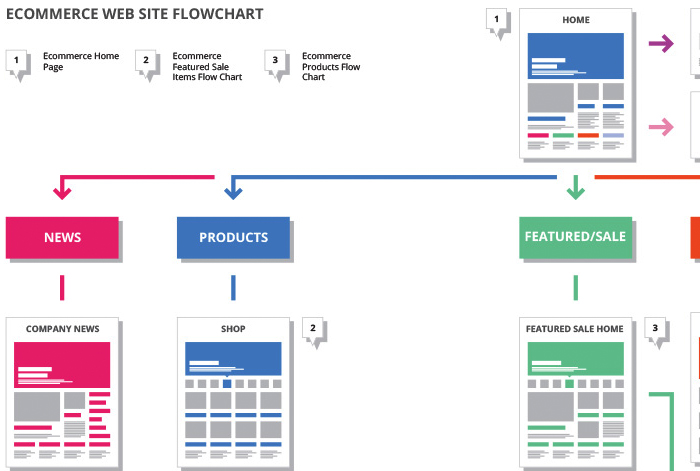 ECOMMERCE WEB SITE FLOWCHART
1
Ecommerce Home
Page
2
Ecommerce
Featured Sale
Items Flow Chart
3
Ecommerce
Products Flow
Chart
1
HOME
NEWS
PRODUCTS
FEATURED/SALE
COMPANY NEWS
SHOP
2
FEATURED SALE HOME
3